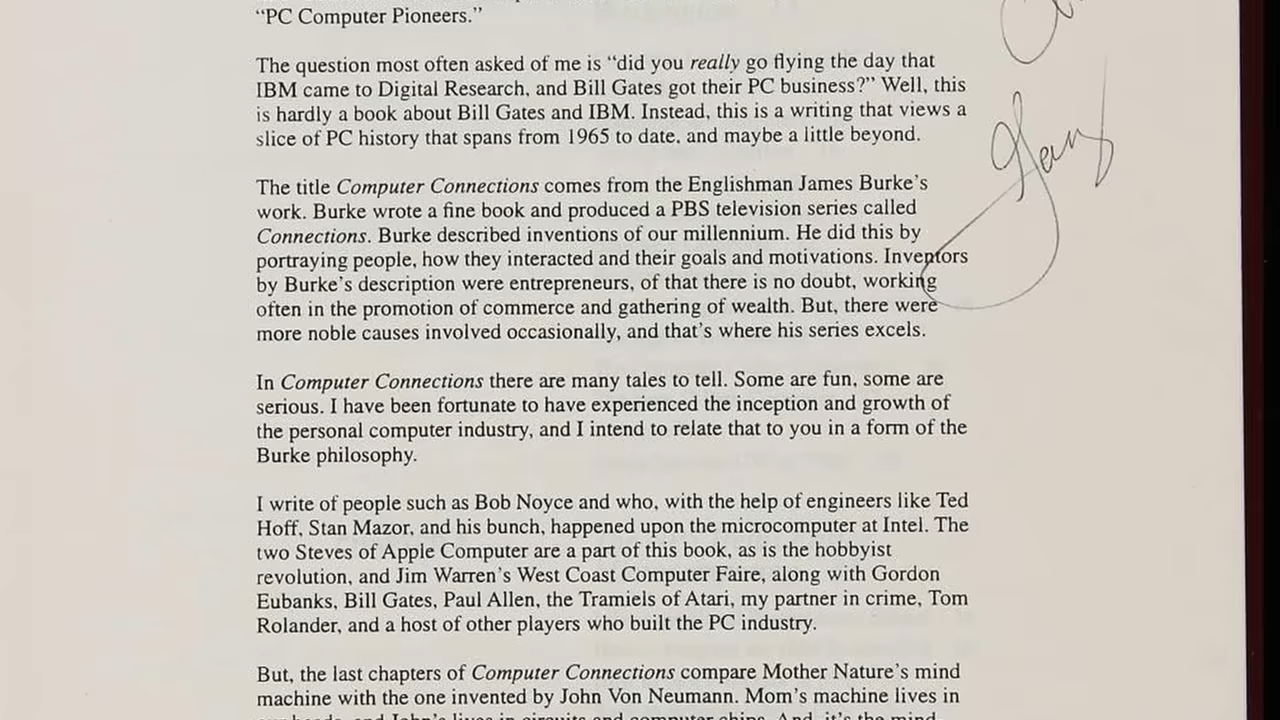 “PC Computer Pioneers.”
The question most often asked of me is “did you really go flying the day that
IBM came to Digital Research, and Bill Gates got their PC business?” Well, this
is hardly a book about Bill Gates and IBM. Instead, this is a writing that views a
slice of PC history that spans from 1965 to date, and maybe a little beyond.
The title Computer Connections comes from the Englishman James Burke’s
work. Burke wrote a fine book and produced a PBS television series called
Connections. Burke described inventions of our millennium. He did this by
portraying people, how they interacted and their goals and motivations. Inventors
by Burke’s description were entrepreneurs, of that there is no doubt, working
often in the promotion of commerce and gathering of wealth. But, there were
more noble causes involved occasionally, and that’s where his series excels.
In Computer Connections there are many tales to tell. Some are fun, some are
serious. I have been fortunate to have experienced the inception and growth of
the personal computer industry, and I intend to relate that to you in a form of the
Burke philosophy.
I write of people such as Bob Noyce and who, with the help of engineers like Ted
Hoff, Stan Mazor, and his bunch, happened upon the microcomputer at Intel. The
two Steves of Apple Computer are a part of this book, as is the hobbyist
revolution, and Jim Warren’s West Coast Computer Faire, along with Gordon
Eubanks, Bill Gates, Paul Allen, the Tramiels of Atari, my partner in crime, Tom
Rolander, and a host of other players who built the PC industry.
But, the last chapters of Computer Connections compare Mother Nature’s mind
machine with the one invented by John Von Neumann. Mom’s machine lives in
Gary